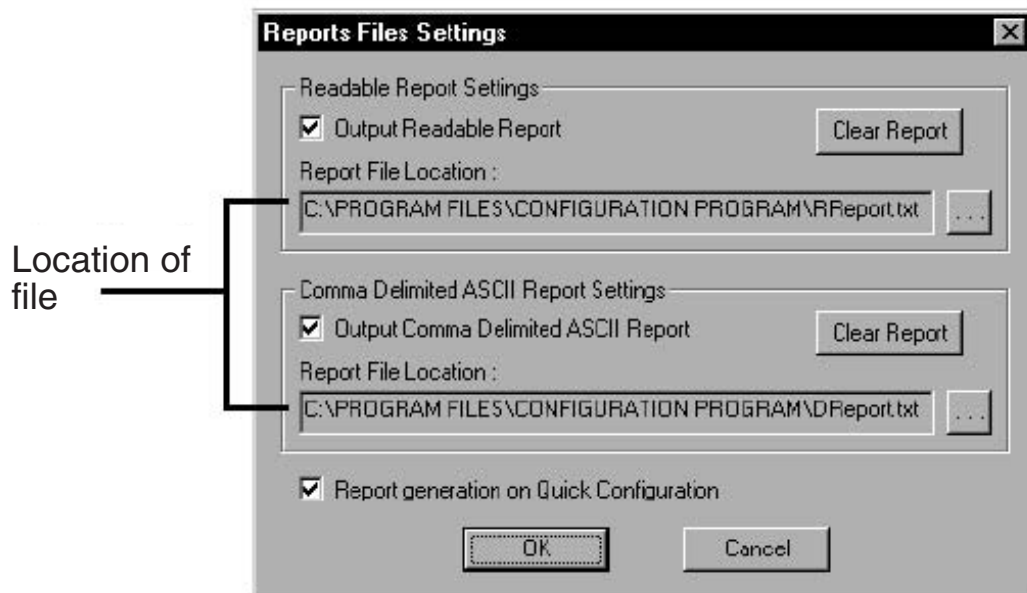 Reports Files Settings
Readable Report Settings
Output Readable Report
Clear Report
Report File Location :
C:\PROGRAM FILES\CONFIGURATION PROGRAM\RReport.txt
...
Location of
file
Comma Delimited ASCII Report Settings
Output Comma Delimited ASCII Report
Clear Report
Report File Location :
C:\PROGRAM FILES\CONFIGURATION PROGRAM\DReport.txt
...
Report generation on Quick Configuration
OK
Cancel